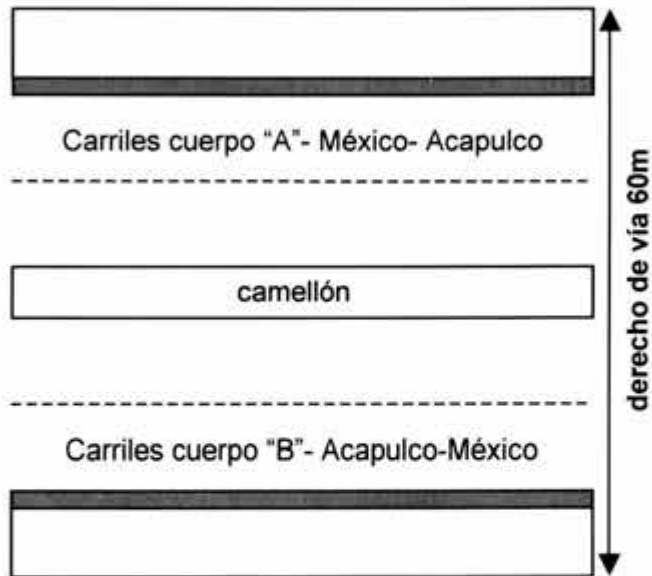 Carriles cuerpo "A"- México- Acapulco
camellón
Carriles cuerpo "B"- Acapulco-México
derecho de vía 60m